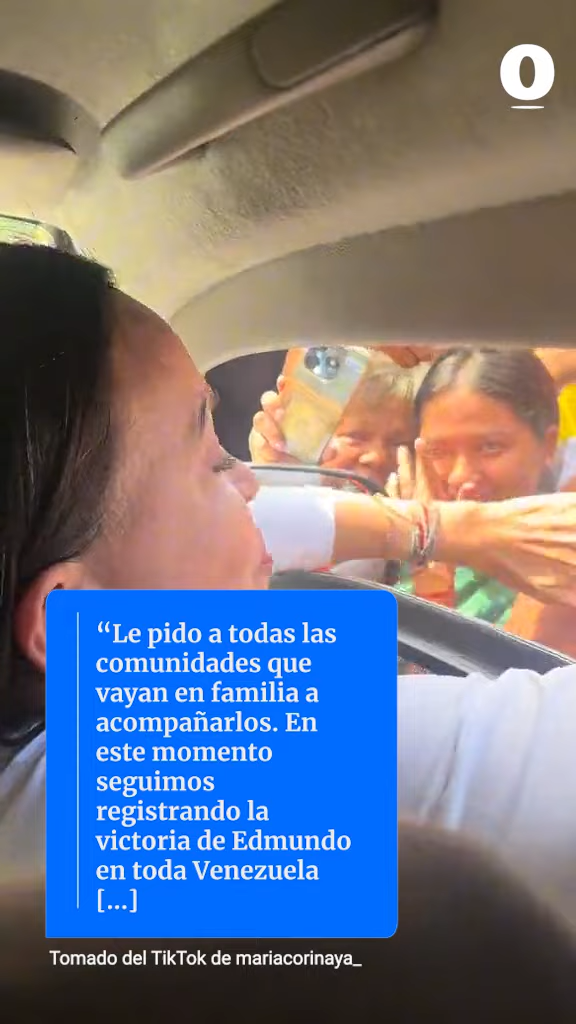 O
“Le pido a todas las
comunidades que
vayan en familia a
acompañarlos. En
este momento
seguimos
registrando la
victoria de Edmundo
en toda Venezuela
[...]
Tomado del TikTok de mariacorinaya_